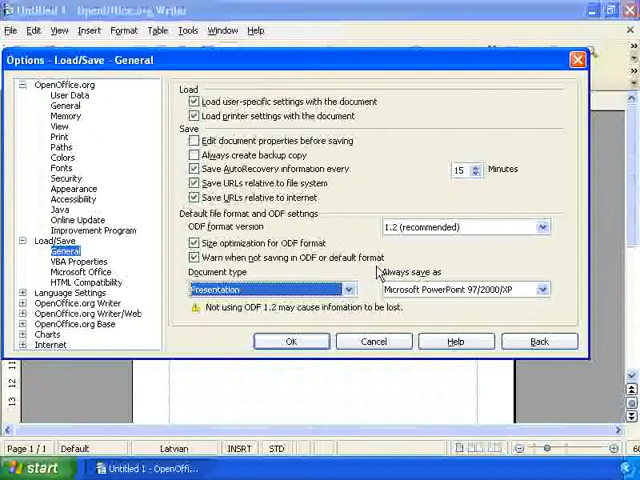 Untitled 1 - OpenOffice.org Writer
File Edit View Insert Format Table Tools Window Help
Options - Load/Save - General
OpenOffice.org
User Data
General
Memory
View
Print
Paths
Colors
Fonts
Security
Appearance
Accessibility
Java
Online Update
Improvement Program
Load/Save
General
VBA Properties
Microsoft Office
HTML Compatibility
Language Settings
OpenOffice.org Writer
OpenOffice.org Writer/Web
OpenOffice.org Base
Charts
Internet
Load
Load user-specific settings with the document
Load printer settings with the document
Save
Edit document properties before saving
Always create backup copy
Save AutoRecovery information every 15 Minutes
Save URLs relative to file system
Save URLs relative to internet
Default file format and ODF settings
ODF format version 1.2 (recommended)
Size optimization for ODF format
Warn when not saving in ODF or default format
Document type Always save as
Presentation Microsoft PowerPoint 97/2000/XP
Not using ODF 1.2 may cause infomation to be lost.
OK Cancel Help Back
11
12
13
Page 1 / 1 Default Latvian INSRT STD
start Untitled 1 - OpenOffi...